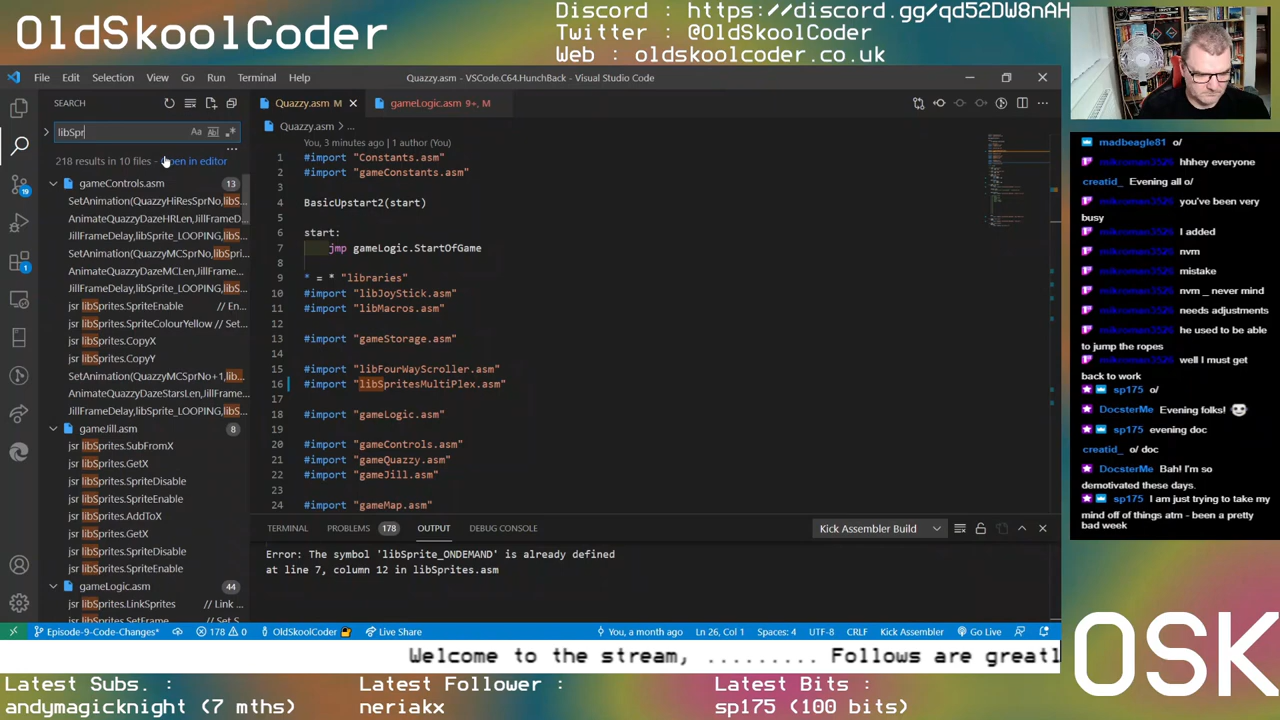 OldSkoolCoder
Discord : https://discord.gg/qd52DW8nAH
Twitter : @OldSkoolCoder
Web : oldskoolcoder.co.uk
File Edit Selection View Go Run Terminal Help
Quazzy.asm - VSCode.C64.HunchBack - Visual Studio Code
SEARCH
libSpr
218 results in 10 files - Open in editor
gameControls.asm 13
SetAnimation(QuazzyHiResSprNo,libS
AnimateQuazzyDazeHRLen,JillFrameD
JillFrameDelay,libSprite_LOOPING,libS
SetAnimation(QuazzyMCSprNo,libSpri
AnimateQuazzyDazeMCLen,JillFrame...
JillFrameDelay,libSprite_LOOPING,libS
jsr libSprites.SpriteEnable // En...
jsr libSprites.SpriteColourYellow // Set...
jsr libSprites.CopyX
jsr libSprites.CopyY
SetAnimation(QuazzyMCSprNo+1,lib...
AnimateQuazzyDazeStarsLen,JillFrame...
JillFrameDelay,libSprite_LOOPING,libS
gameJill.asm 8
jsr libSprites.SubFromX
jsr libSprites.GetX
jsr libSprites.SpriteDisable
jsr libSprites.SpriteEnable
jsr libSprites.AddToX
jsr libSprites.GetX
jsr libSprites.SpriteDisable
jsr libSprites.SpriteEnable
gameLogic.asm 44
jsr libSprites.LinkSprites // Link ...
jsr libSprites.SetFrame // Set S
Quazzy.asm M
gameLogic.asm 9+, M
Quazzy.asm > ...
You, 3 minutes ago | 1 author (You)
1 #import "Constants.asm"
2 #import "gameConstants.asm"
3
4 BasicUpstart2(start)
5
6 start:
7 jmp gameLogic.StartOfGame
8
9 * = * "libraries"
10 #import "libJoyStick.asm"
11 #import "libMacros.asm"
12
13 #import "gameStorage.asm"
14
15 #import "libFourWayScroller.asm"
16 #import "libSpritesMultiPlex.asm"
17
18 #import "gameLogic.asm"
19
20 #import "gameControls.asm"
21 #import "gameQuazzy.asm"
22 #import "gameJill.asm"
23
24 #import "gameMap.asm"
TERMINAL PROBLEMS 178 OUTPUT DEBUG CONSOLE Kick Assembler Build
Error: The symbol 'libSprite_ONDEMAND' is already defined
at line 7, column 12 in libSprites.asm
19
1
Episode-9-Code-Changes* 178 0 OldSkoolCoder Live Share You, a month ago Ln 26, Col 1 Spaces: 4 UTF-8 CRLF Kick Assembler Go Live
madbeagle81 o/
mikroman3526 hhhey everyone
creatid_ Evening all o/
mikroman3526 you've been very
busy
mikroman3526 I added
mikroman3526 nvm
mikroman3526 mistake
mikroman3526 nvm _ never mind
mikroman3526 needs adjustments
mikroman3526 he used to be able
to jump the ropes
mikroman3526 well I must get
back to work
sp175 o/
DocsterMe Evening folks!
sp175 evening doc
creatid_ o/ doc
DocsterMe Bah! I'm so
demotivated these days.
sp175 I am just trying to take my
mind off of things atm - been a pretty
bad week
OSK
Welcome to the stream, ......... Follows are greatl
Latest Subs. :
andymagicknight (7 mths)
Latest Follower :
neriakx
Latest Bits :
sp175 (100 bits)